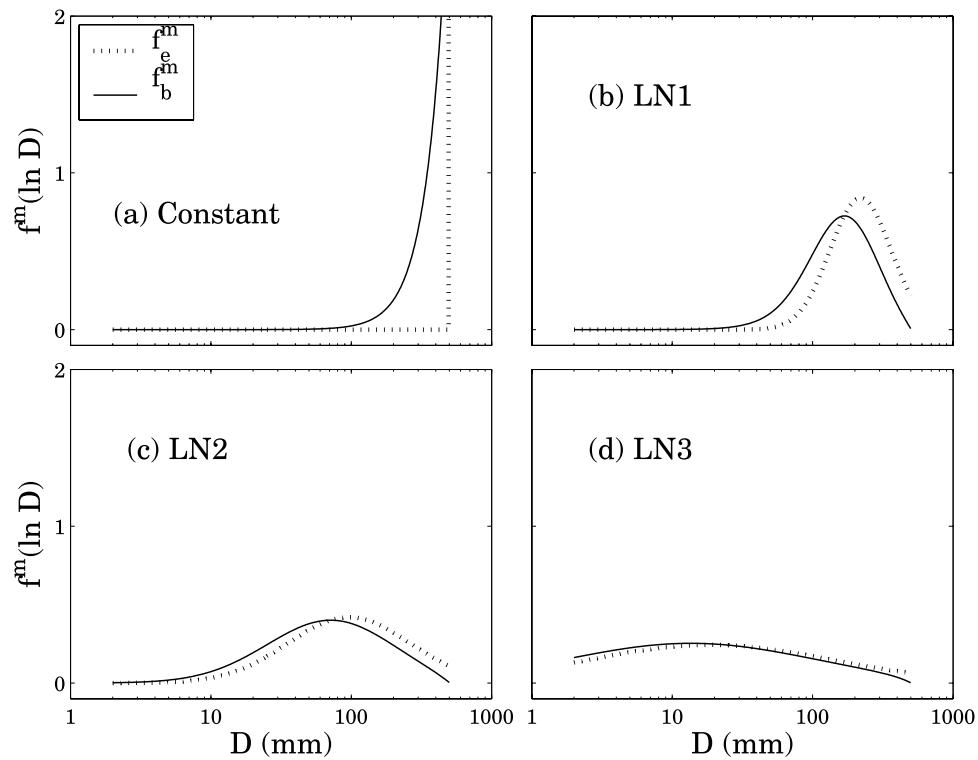 2
1
0
f^m(ln D)
f_e^m
f_b^m
(a) Constant
(b) LN1
2
1
0
f^m(ln D)
(c) LN2
(d) LN3
1 10 100 1000
D (mm)
1 10 100 1000
D (mm)